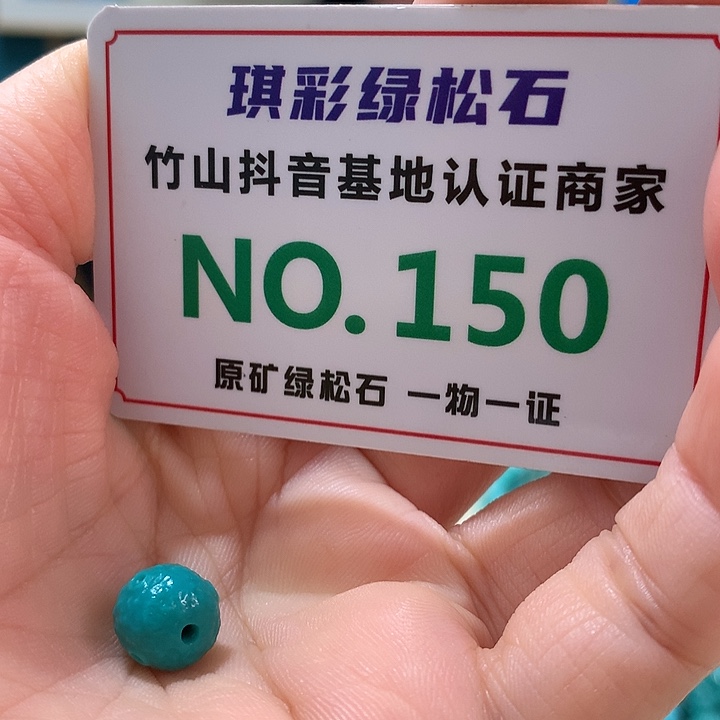 琪彩绿松石
竹山抖音基地认证商家
NO.150
原矿绿松石 一物一证